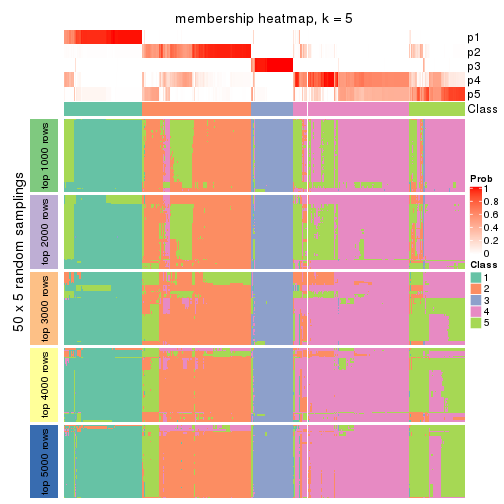 membership heatmap, k = 5
p1
p2
p3
p4
p5
Class
50 x 5 random samplings
top 1000 rows
top 2000 rows
top 3000 rows
top 4000 rows
top 5000 rows
Prob
1
0.8
0.6
0.4
0.2
0
Class
1
2
3
4
5